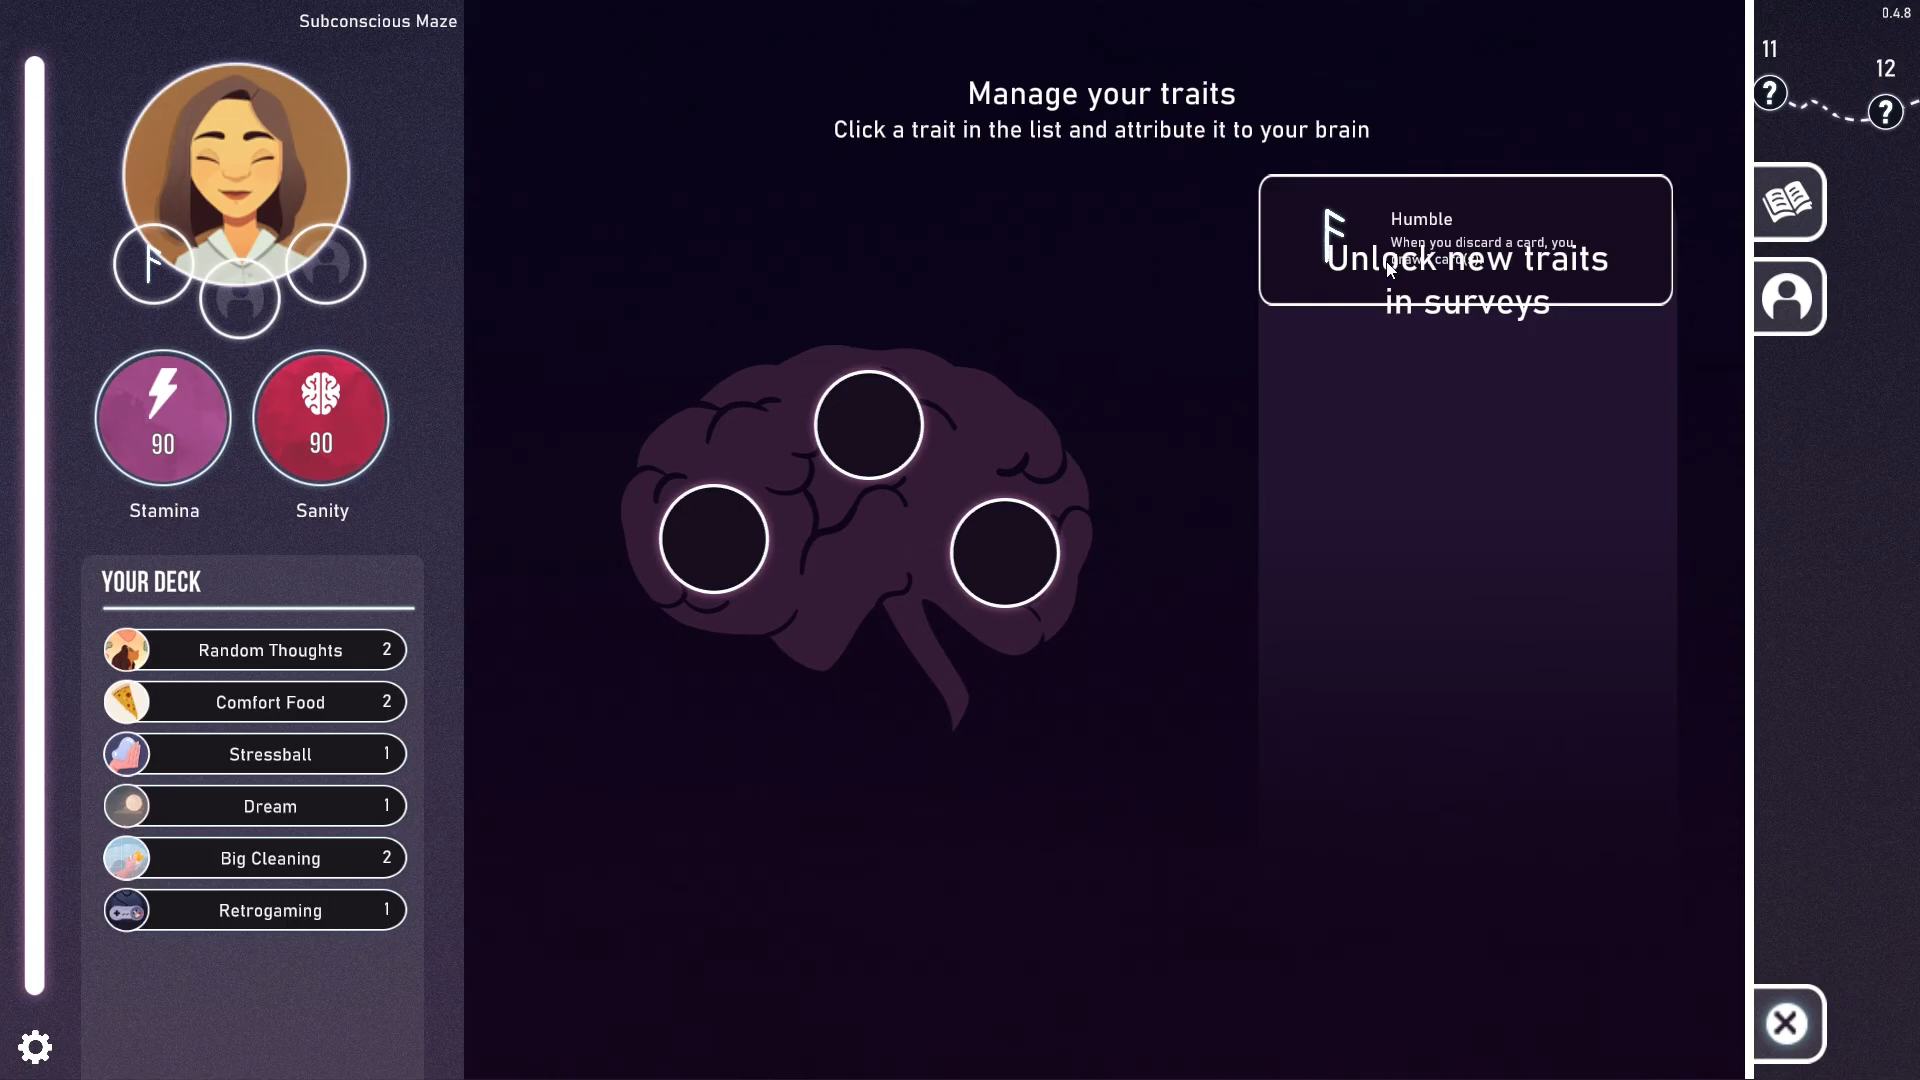 Subconscious Maze
0.4.8
11
12
?
?
Manage your traits
Click a trait in the list and attribute it to your brain
Humble
When you discard a card, you
Unlock new traits
in surveys
90
90
Stamina
Sanity
YOUR DECK
Random Thoughts 2
Comfort Food 2
Stressball 1
Dream 1
Big Cleaning 2
Retrogaming 1